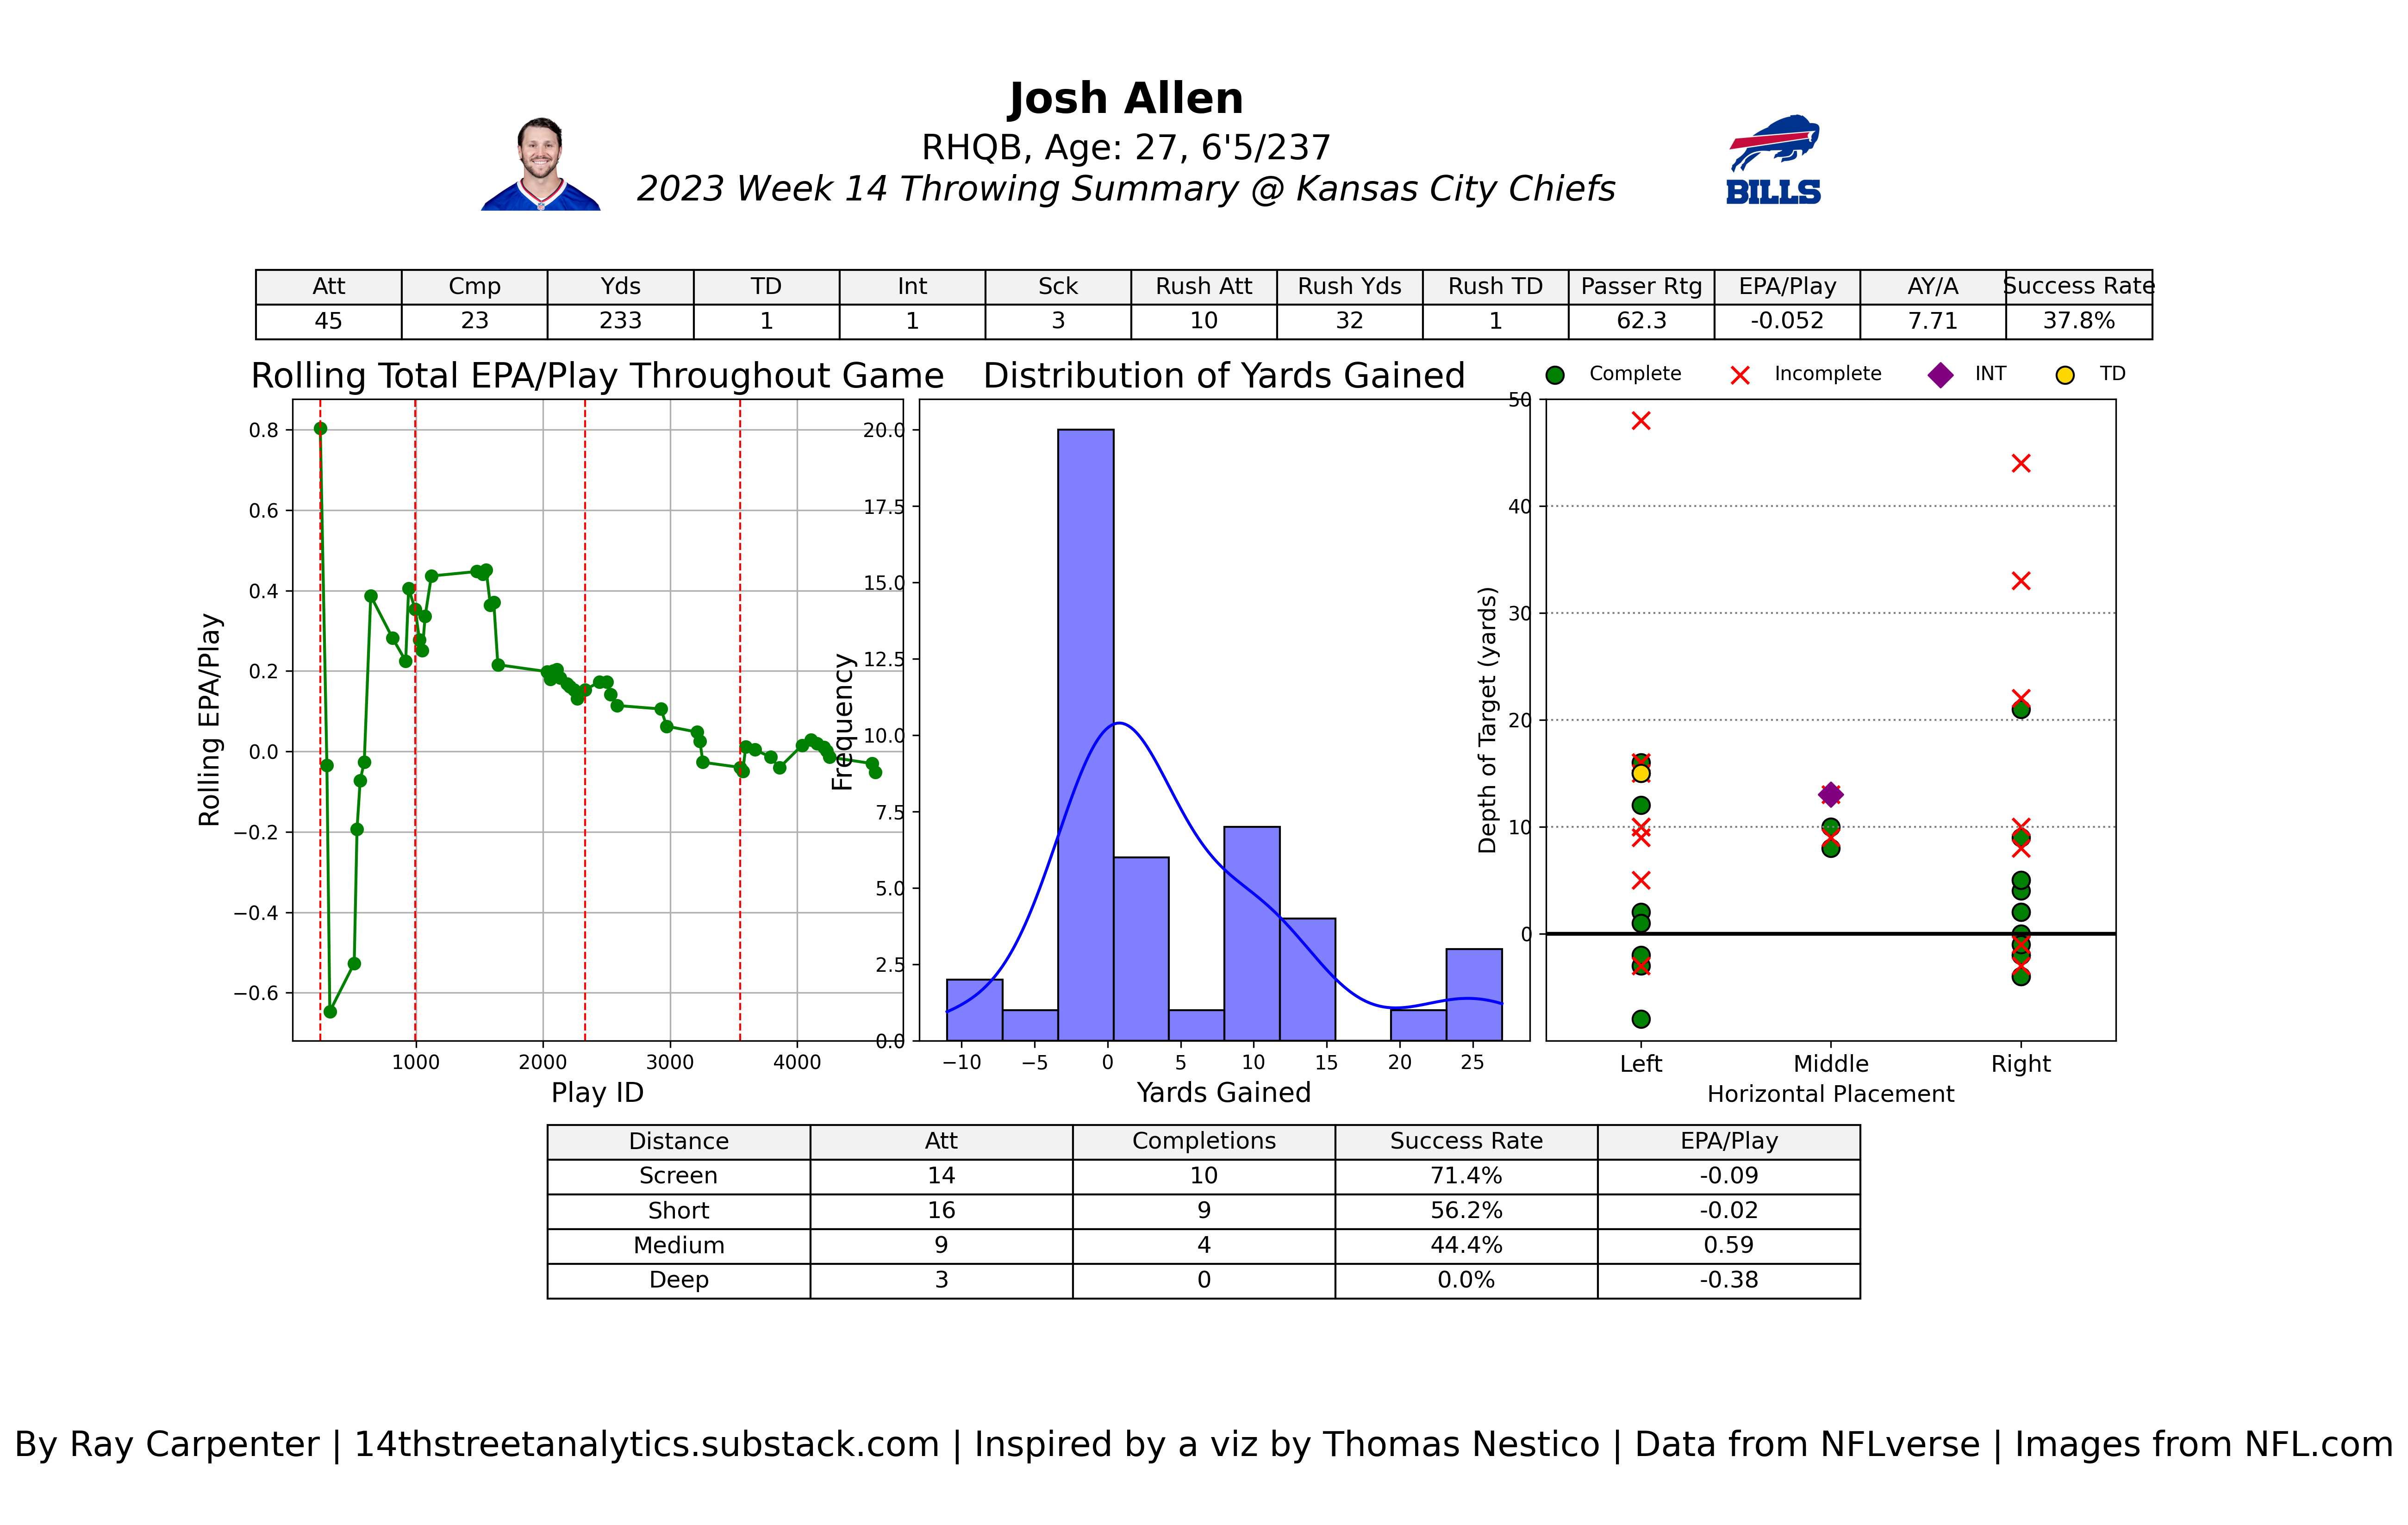 Josh Allen
RHQB, Age: 27, 6'5/237
2023 Week 14 Throwing Summary @ Kansas City Chiefs
BILLS
Att Cmp Yds TD Int Sck Rush Att Rush Yds Rush TD Passer Rtg EPA/Play AY/A Success Rate
45 23 233 1 1 3 10 32 1 62.3 -0.052 7.71 37.8%
Rolling Total EPA/Play Throughout Game
0.8
0.6
0.4
0.2
0.0
−0.2
−0.4
−0.6
Rolling EPA/Play
1000 2000 3000 4000
Play ID
Distribution of Yards Gained
20.0
17.5
15.0
12.5
10.0
7.5
5.0
2.5
0.0
Frequency
−10 −5 0 5 10 15 20 25
Yards Gained
Complete Incomplete INT TD
50
40
30
20
10
0
Depth of Target (yards)
Left Middle Right
Horizontal Placement
Distance Att Completions Success Rate EPA/Play
Screen 14 10 71.4% -0.09
Short 16 9 56.2% -0.02
Medium 9 4 44.4% 0.59
Deep 3 0 0.0% -0.38
By Ray Carpenter | 14thstreetanalytics.substack.com | Inspired by a viz by Thomas Nestico | Data from NFLverse | Images from NFL.com